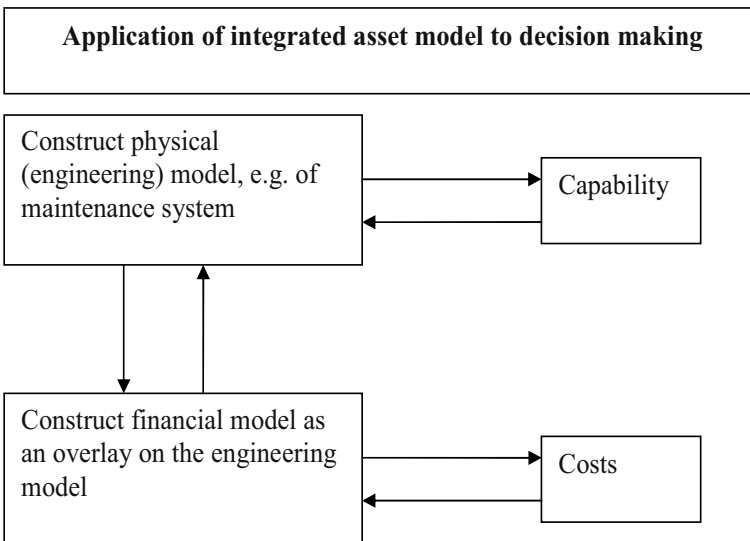 Application of integrated asset model to decision making
Construct physical
(engineering) model, e.g. of
maintenance system
Capability
Construct financial model as
an overlay on the engineering
model
Costs